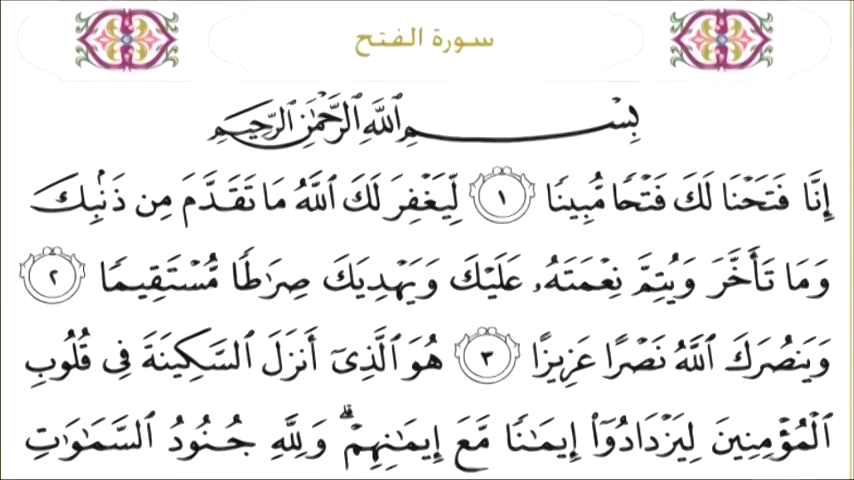 سورة الفتح
بِسْمِ ٱللَّهِ ٱلرَّحْمَٰنِ ٱلرَّحِيمِ
إِنَّا فَتَحْنَا لَكَ فَتْحًا مُّبِينًا ١ لِّيَغْفِرَ لَكَ ٱللَّهُ مَا تَقَدَّمَ مِن ذَنۢبِكَ
وَمَا تَأَخَّرَ وَيُتِمَّ نِعْمَتَهُۥ عَلَيْكَ وَيَهْدِيَكَ صِرَٰطًا مُّسْتَقِيمًا ٢
وَيَنصُرَكَ ٱللَّهُ نَصْرًا عَزِيزًا ٣ هُوَ ٱلَّذِىٓ أَنزَلَ ٱلسَّكِينَةَ فِى قُلُوبِ
ٱلْمُؤْمِنِينَ لِيَزْدَادُوٓا۟ إِيمَٰنًا مَّعَ إِيمَٰنِهِمْ ۗ وَلِلَّهِ جُنُودُ ٱلسَّمَٰوَٰتِ